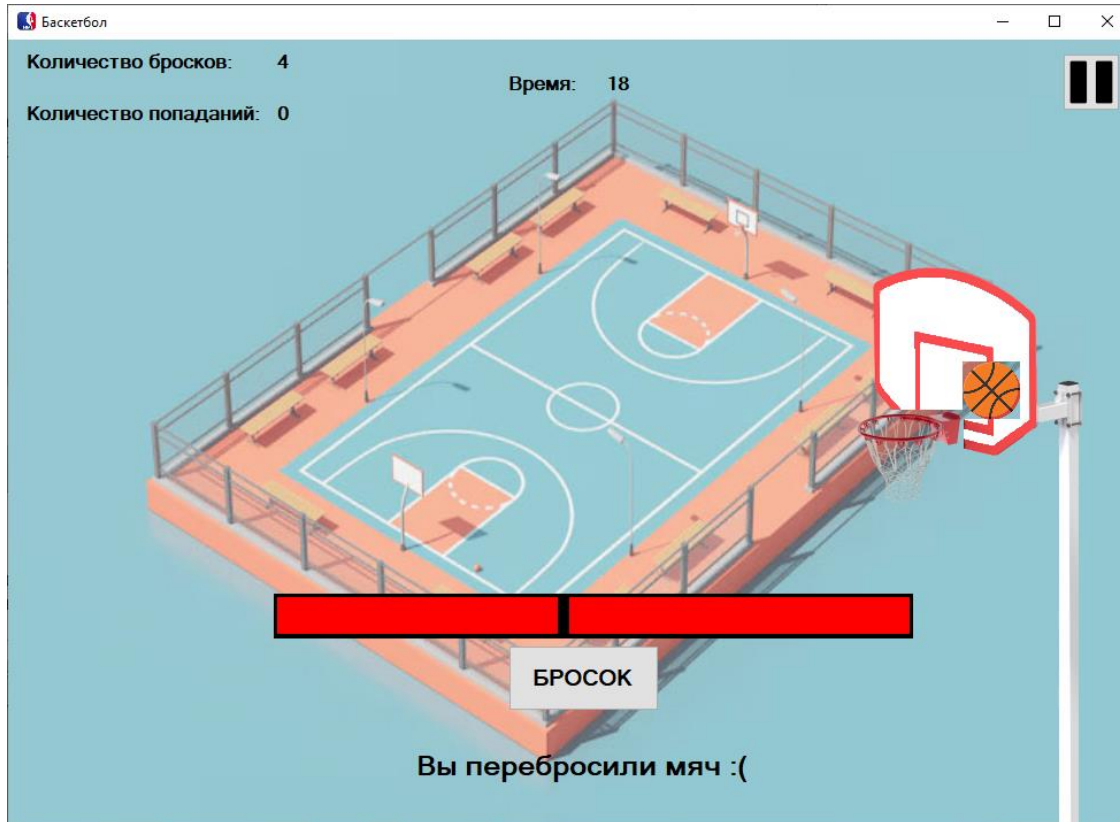 Баскетбол
Количество бросков: 4
Время: 18
Количество попаданий: 0
БРОСОК
Вы перебросили мяч :(